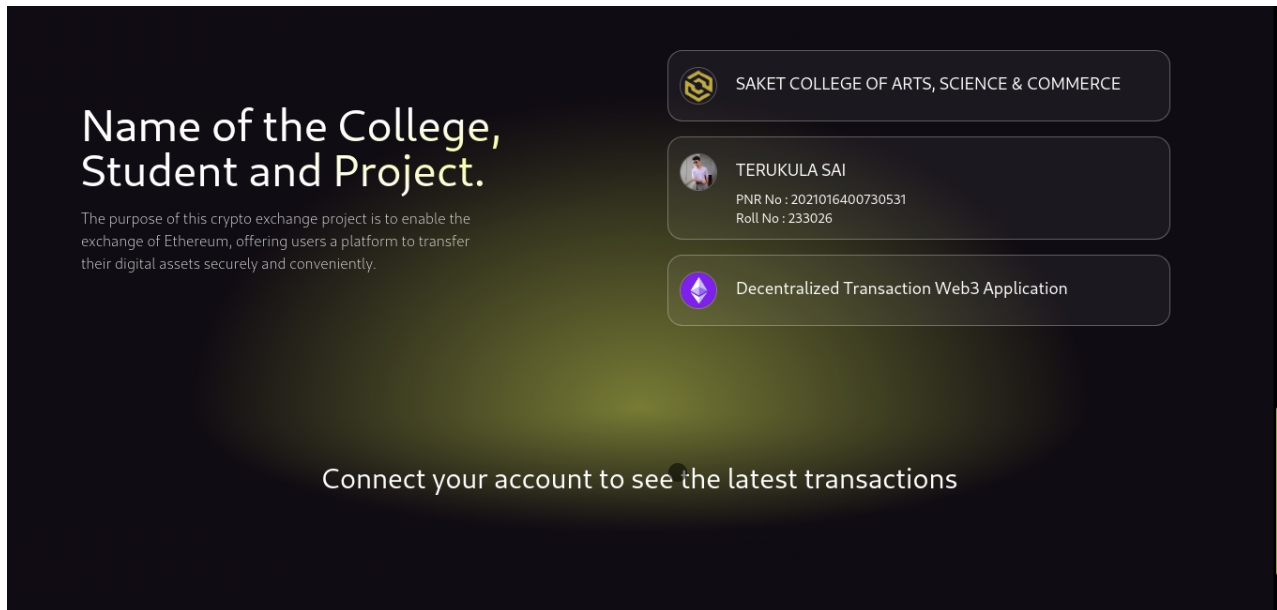 Name of the College,
Student and Project.
The purpose of this crypto exchange project is to enable the
exchange of Ethereum, offering users a platform to transfer
their digital assets securely and conveniently.
SAKET COLLEGE OF ARTS, SCIENCE & COMMERCE
TERUKULA SAI
PNR No : 2021016400730531
Roll No : 233026
Decentralized Transaction Web3 Application
Connect your account to see the latest transactions